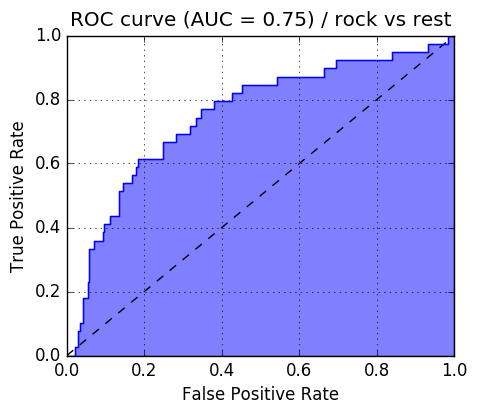 ROC curve (AUC = 0.75) / rock vs rest
True Positive Rate
1.0
0.8
0.6
0.4
0.2
0.0
0.0 0.2 0.4 0.6 0.8 1.0
False Positive Rate